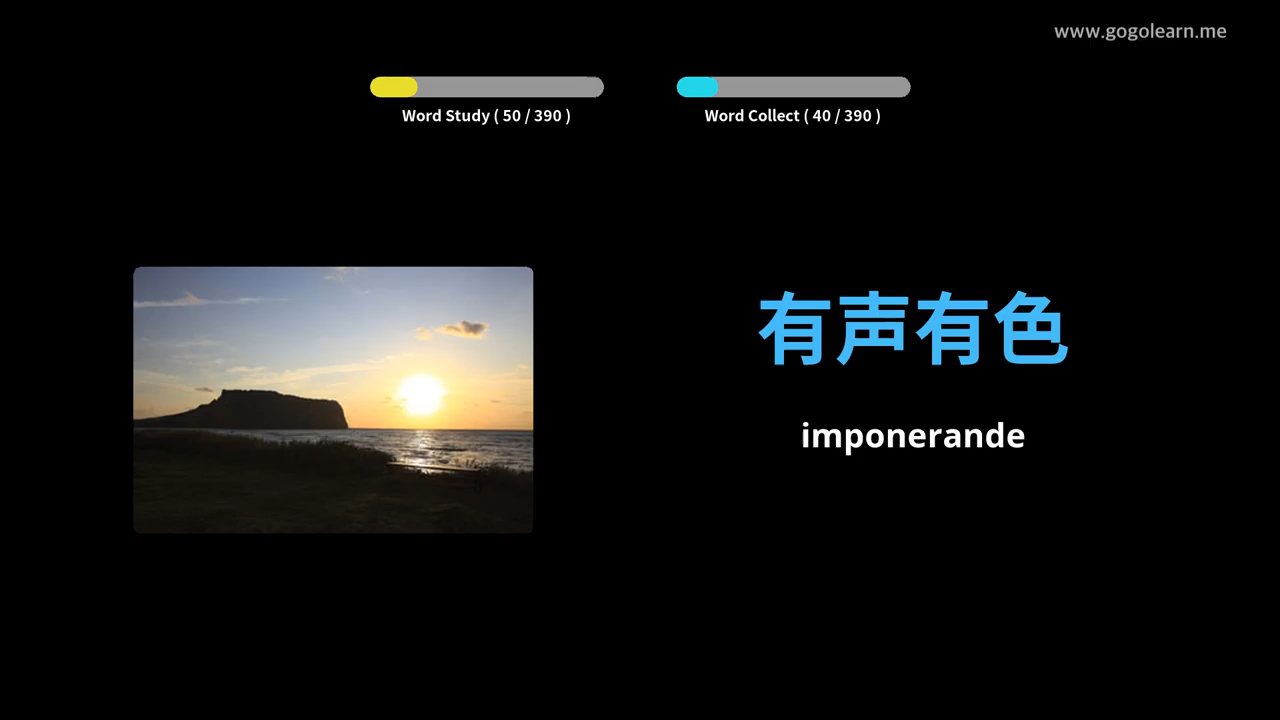 www.gogolearn.me
Word Study ( 50 / 390 )
Word Collect ( 40 / 390 )
有声有色
imponerande